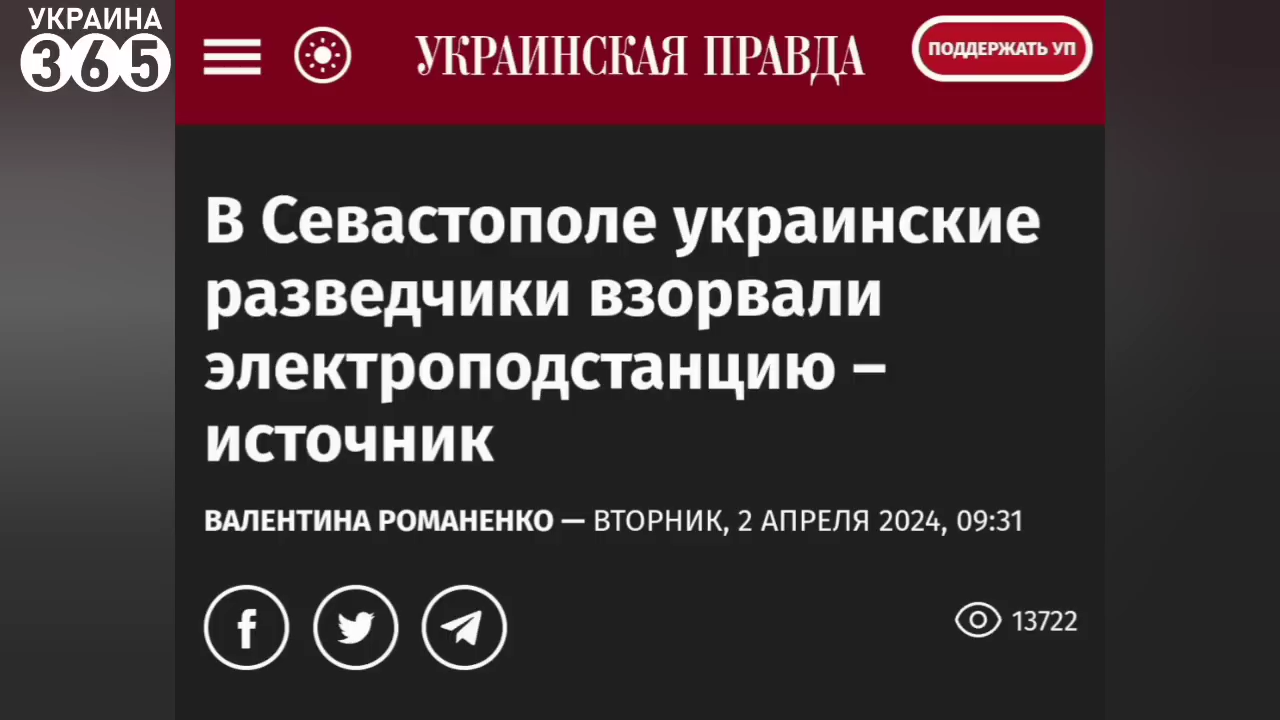 УКРАИНА
365
УКРАИНСКАЯ ПРАВДА
ПОДДЕРЖАТЬ УП
В Севастополе украинские
разведчики взорвали
электроподстанцию –
источник
ВАЛЕНТИНА РОМАНЕНКО — ВТОРНИК, 2 АПРЕЛЯ 2024, 09:31
13722